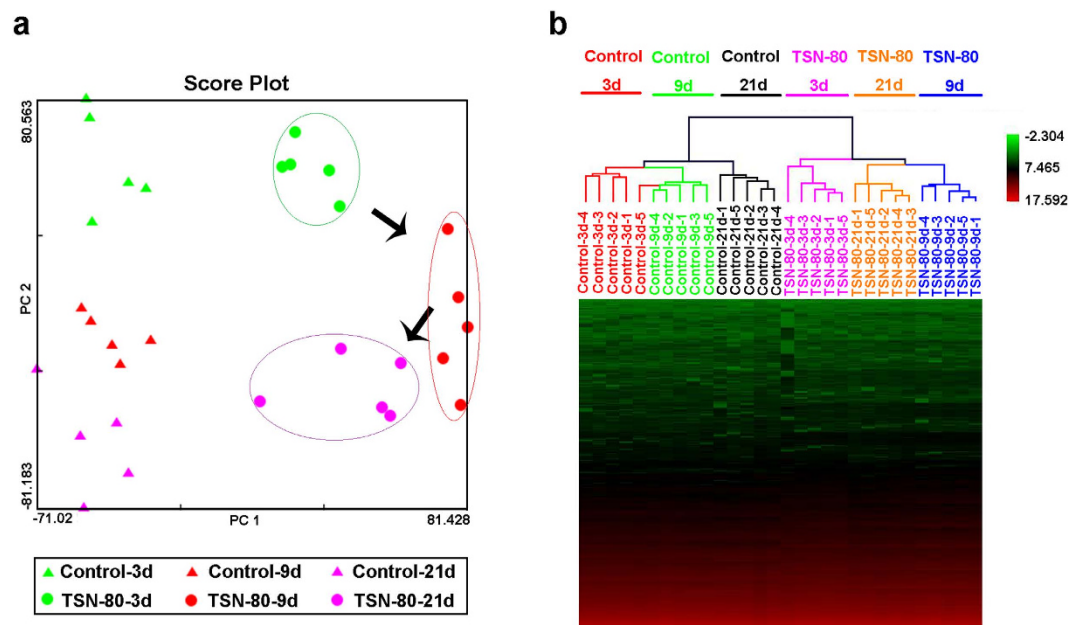 a
Score Plot
80.563
PC 2
-81.183
-71.02
PC 1
81.428
Control-3d
Control-9d
Control-21d
TSN-80-3d
TSN-80-9d
TSN-80-21d
b
Control Control Control TSN-80 TSN-80 TSN-80
3d 9d 21d 3d 21d 9d
-2.304
7.465
17.592
Control-3d-4
Control-3d-3
Control-3d-2
Control-3d-1
Control-3d-5
Control-9d-4
Control-9d-2
Control-9d-1
Control-9d-3
Control-9d-5
Control-21d-1
Control-21d-5
Control-21d-2
Control-21d-3
Control-21d-4
TSN-80-3d-4
TSN-80-3d-2
TSN-80-3d-3
TSN-80-3d-1
TSN-80-3d-5
TSN-80-21d-1
TSN-80-21d-5
TSN-80-21d-2
TSN-80-21d-4
TSN-80-21d-3
TSN-80-9d-4
TSN-80-9d-3
TSN-80-9d-2
TSN-80-9d-5
TSN-80-9d-1